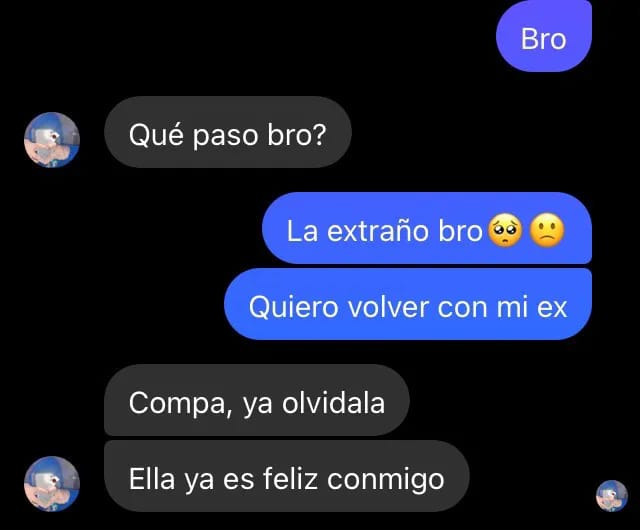 Bro
Qué paso bro?
La extraño bro🥺🙁
Quiero volver con mi ex
Compa, ya olvidala
Ella ya es feliz conmigo